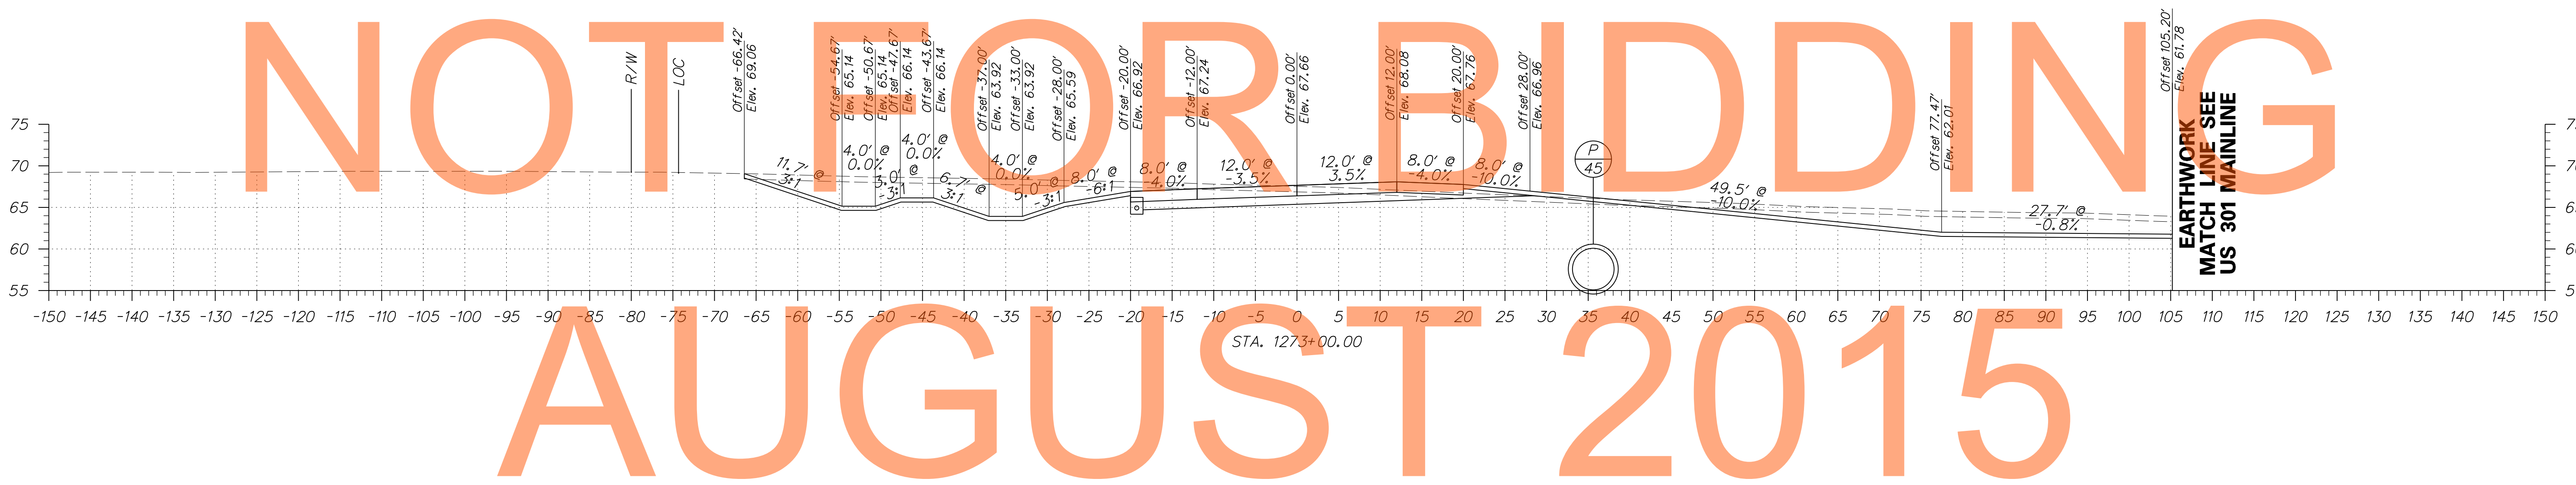 NOT FOR BIDDING
R/W
LOC
Offset -66.42'
Elev. 69.06
Offset -54.67'
Elev. 65.14
Offset -50.67'
Elev. 65.14
Offset -47.67'
Elev. 66.14
Offset -43.67'
Elev. 66.14
Offset -37.00'
Elev. 63.92
Offset -33.00'
Elev. 63.92
Offset -28.00'
Elev. 65.59
Offset -20.00'
Elev. 66.92
Offset -12.00'
Elev. 67.24
Offset 0.00'
Elev. 67.66
Offset 12.00'
Elev. 68.08
Offset 20.00'
Elev. 67.76
Offset 28.00'
Elev. 66.96
Offset 77.47'
Elev. 62.01
Offset 105.20'
Elev. 61.78
EARTHWORK
MATCH LINE SEE
US 301 MAINLINE
11.7' @
3:1
4.0' @
0.0%
3.0' @
-3:1
4.0' @
0.0%
6.7' @
3:1
4.0' @
0.0%
5.0' @
-3:1
8.0' @
-6:1
8.0' @
-4.0%
12.0' @
-3.5%
12.0' @
3.5%
8.0' @
-4.0%
8.0' @
-10.0%
P
45
49.5' @
-10.0%
27.7' @
-0.8%
75
70
65
60
55
-150 -145 -140 -135 -130 -125 -120 -115 -110 -105 -100 -95 -90 -85 -80 -75 -70 -65 -60 -55 -50 -45 -40 -35 -30 -25 -20 -15 -10 -5 0 5 10 15 20 25 30 35 40 45 50 55 60 65 70 75 80 85 90 95 100 105 110 115 120 125 130 135 140 145 150
STA. 1273+00.00
AUGUST 2015